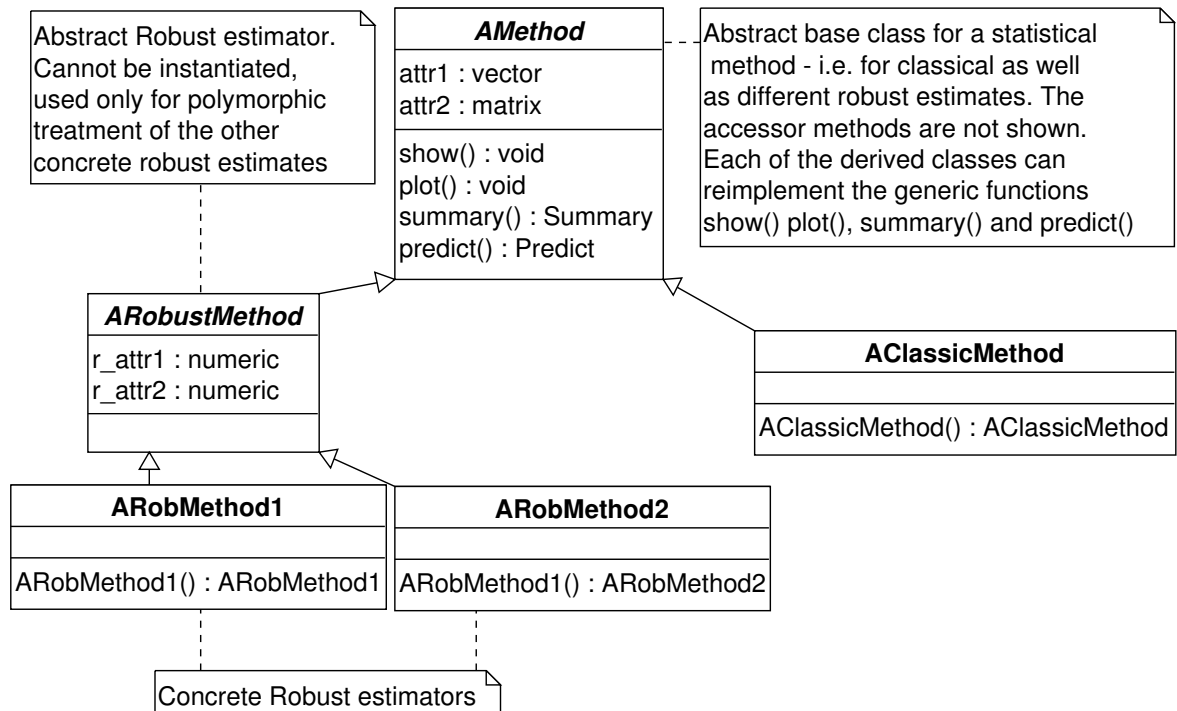 Abstract Robust estimator.
Cannot be instantiated,
used only for polymorphic
treatment of the other
concrete robust estimates
AMethod
attr1 : vector
attr2 : matrix
show() : void
plot() : void
summary() : Summary
predict() : Predict
Abstract base class for a statistical
method - i.e. for classical as well
as different robust estimates. The
accessor methods are not shown.
Each of the derived classes can
reimplement the generic functions
show() plot(), summary() and predict()
ARobustMethod
r_attr1 : numeric
r_attr2 : numeric
AClassicMethod
AClassicMethod() : AClassicMethod
ARobMethod1
ARobMethod1() : ARobMethod1
ARobMethod2
ARobMethod1() : ARobMethod2
Concrete Robust estimators